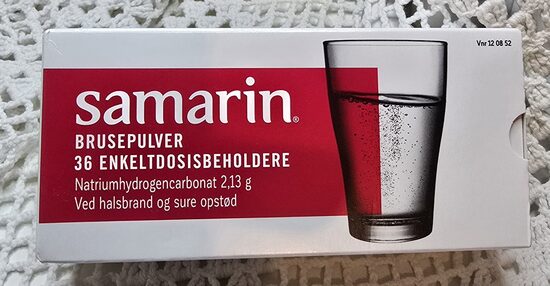 Vnr 12 08 52
samarin®
BRUSEPULVER
36 ENKELTDOSISBEHOLDERE
Natriumhydrogencarbonat 2,13 g
Ved halsbrand og sure opstød